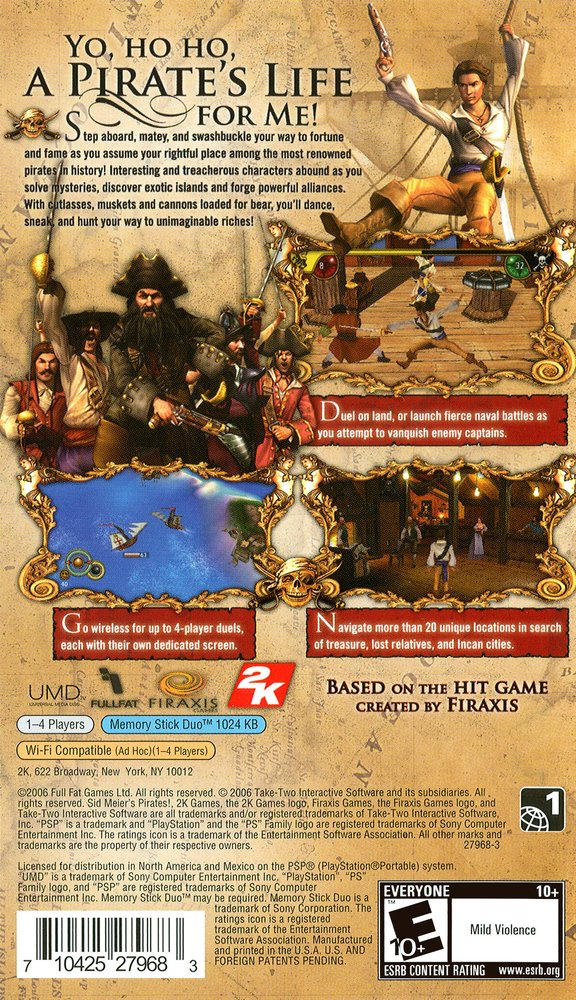 YO, HO HO,
A PIRATE'S LIFE
FOR ME!
Step aboard, matey, and swashbuckle your way to fortune
and fame as you assume your rightful place among the most renowned
pirates in history! Interesting and treacherous characters abound as you
solve mysteries, discover exotic islands and forge powerful alliances.
With cutlasses, muskets and cannons loaded for bear, you'll dance,
sneak, and hunt your way to unimaginable riches!
8
32
Duel on land, or launch fierce naval battles as
you attempt to vanquish enemy captains.
63
Go wireless for up to 4-player duels,
each with their own dedicated screen.
Navigate more than 20 unique locations in search
of treasure, lost relatives, and Incan cities.
UMD
UNIVERSAL MEDIA DISC
FULLFAT
FIRAXIS
GAMES
2K
BASED ON THE HIT GAME
CREATED BY FIRAXIS
1–4 Players
Memory Stick Duo™ 1024 KB
Wi-Fi Compatible (Ad Hoc)(1–4 Players)
2K, 622 Broadway; New York, NY 10012
©2006 Full Fat Games Ltd. All rights reserved. © 2006 Take-Two Interactive Software and its subsidiaries. All
rights reserved. Sid Meier's Pirates!, 2K Games, the 2K Games logo, Firaxis Games, the Firaxis Games logo, and
Take-Two Interactive Software are all trademarks and/or registered trademarks of Take-Two Interactive Software,
Inc. "PSP" is a trademark and "PlayStation" and the "PS" Family logo are registered trademarks of Sony Computer
Entertainment Inc. The ratings icon is a trademark of the Entertainment Software Association. All other marks and
trademarks are the property of their respective owners.
27968-3
1
Licensed for distribution in North America and Mexico on the PSP® (PlayStation®Portable) system.
"UMD" is a trademark of Sony Computer Entertainment Inc. "PlayStation", "PS"
Family logo, and "PSP" are registered trademarks of Sony Computer
Entertainment Inc. Memory Stick Duo™ may be required. Memory Stick Duo is a
trademark of Sony Corporation. The
ratings icon is a registered
trademark of the Entertainment
Software Association. Manufactured
and printed in the U.S.A. U.S. AND
FOREIGN PATENTS PENDING.
7 10425 27968 3
EVERYONE 10+
E
10+
TM
Mild Violence
ESRB CONTENT RATING www.esrb.org